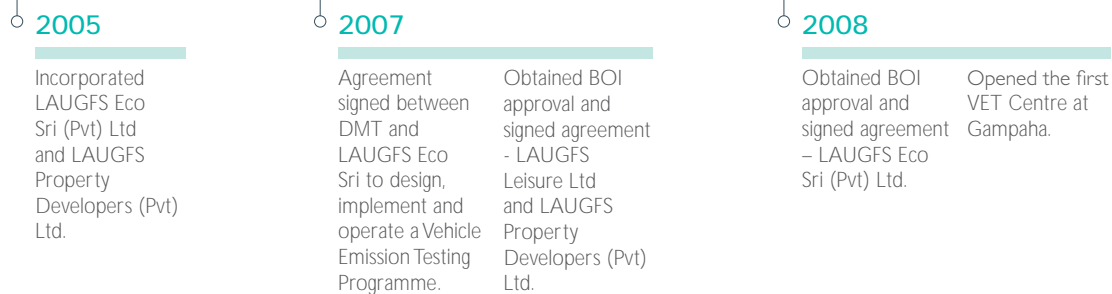 2005
Incorporated
LAUGFS Eco
Sri (Pvt) Ltd
and LAUGFS
Property
Developers (Pvt)
Ltd.
2007
Agreement
signed between
DMT and
LAUGFS Eco
Sri to design,
implement and
operate a Vehicle
Emission Testing
Programme.
Obtained BOI
approval and
signed agreement
- LAUGFS
Leisure Ltd
and LAUGFS
Property
Developers (Pvt)
Ltd.
2008
Obtained BOI
approval and
signed agreement
– LAUGFS Eco
Sri (Pvt) Ltd.
Opened the first
VET Centre at
Gampaha.